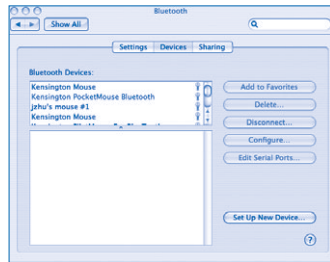 Bluetooth
Show All
Settings Devices Sharing
Bluetooth Devices:
Kensington Mouse
Kensington PocketMouse Bluetooth
jzhu's mouse #1
Kensington Mouse
Add to Favorites
Delete...
Disconnect...
Configure...
Edit Serial Ports...
Set Up New Device...
?